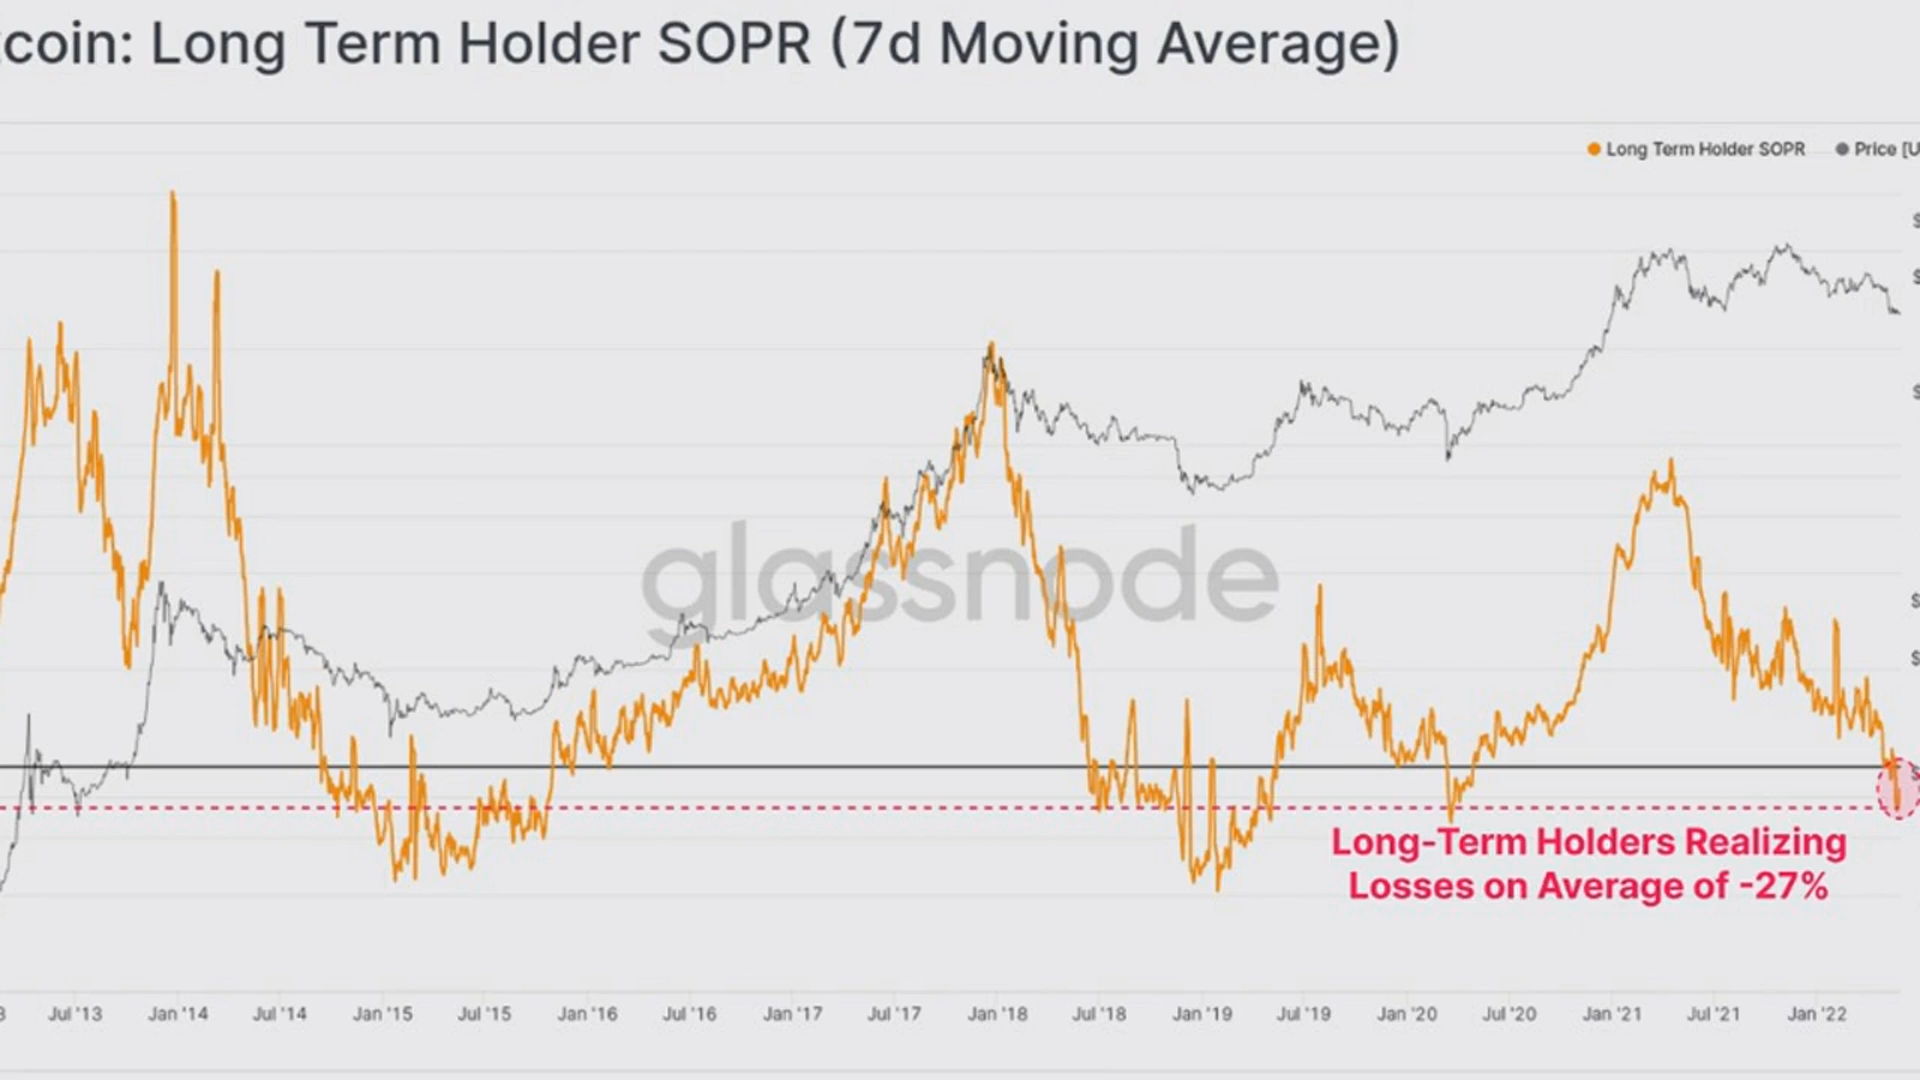 tcoin: Long Term Holder SOPR (7d Moving Average)
Long Term Holder SOPR Price [U
$
$
$
glassnode
$
$
$
Long-Term Holders Realizing
Losses on Average of -27%
3 Jul '13 Jan '14 Jul '14 Jan '15 Jul '15 Jan '16 Jul '16 Jan '17 Jul '17 Jan '18 Jul '18 Jan '19 Jul '19 Jan '20 Jul '20 Jan '21 Jul '21 Jan '22